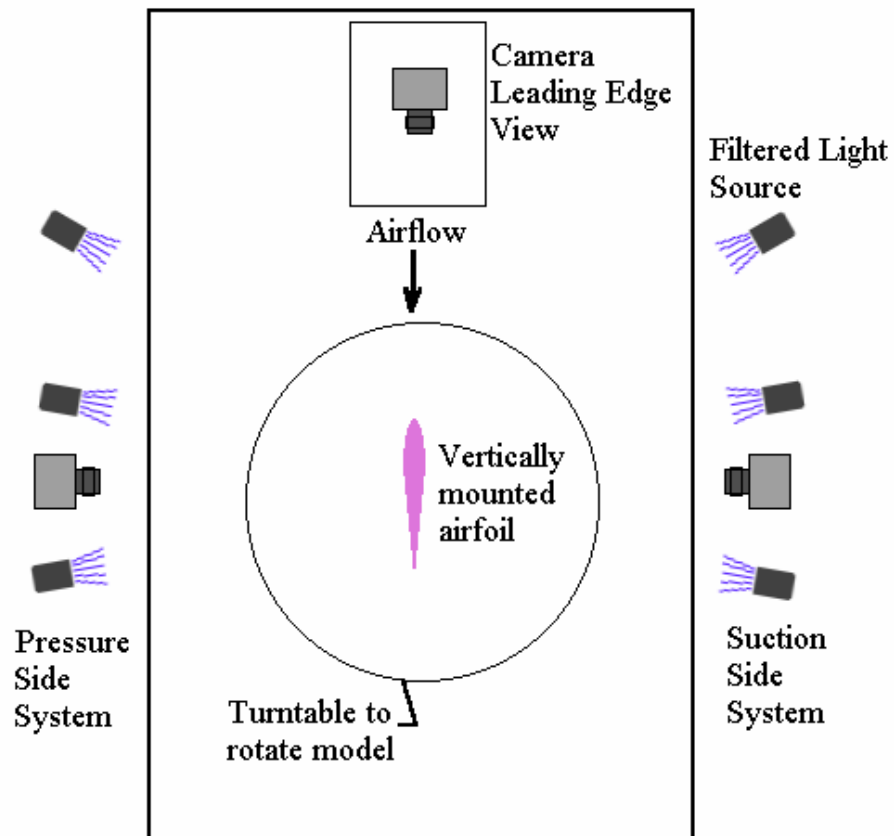 Camera
Leading Edge
View
Filtered Light
Source
Airflow
Vertically
mounted
airfoil
Pressure
Side
System
Suction
Side
System
Turntable to
rotate model